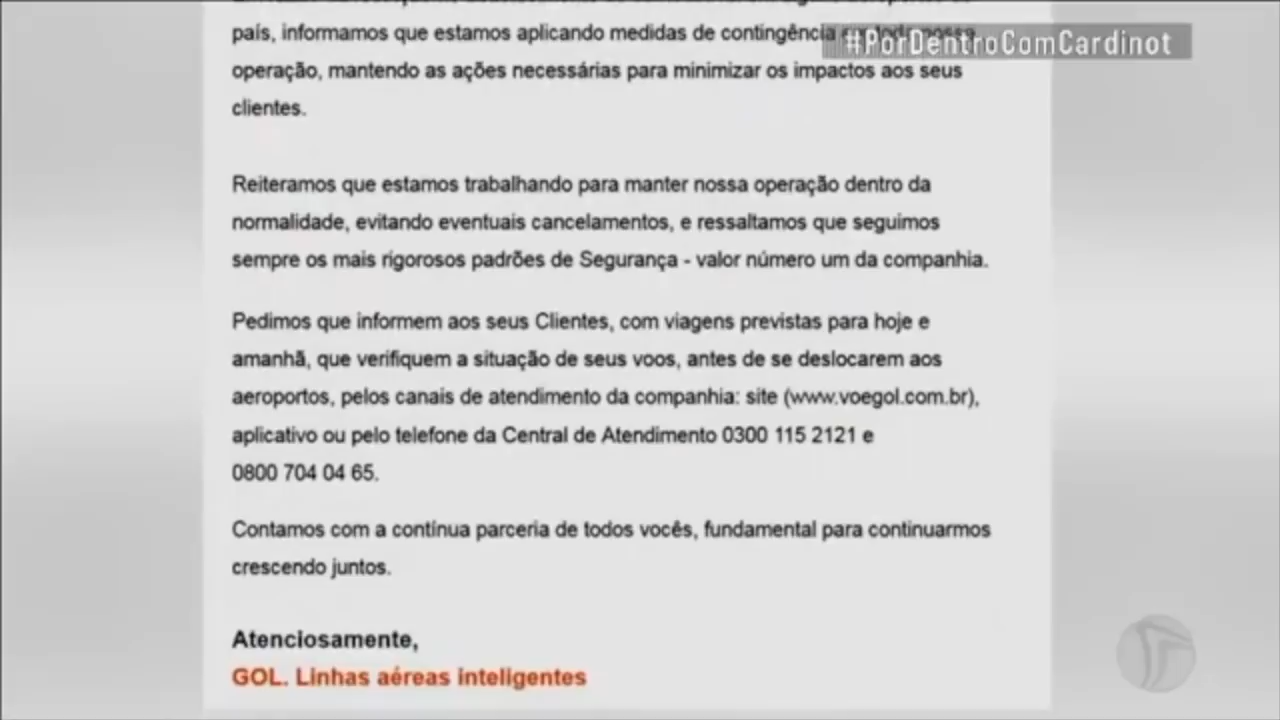 #PorDentroComCardinot
país, informamos que estamos aplicando medidas de contingência
operação, mantendo as ações necessárias para minimizar os impactos aos seus
clientes.
Reiteramos que estamos trabalhando para manter nossa operação dentro da
normalidade, evitando eventuais cancelamentos, e ressaltamos que seguimos
sempre os mais rigorosos padrões de Segurança - valor número um da companhia.
Pedimos que informem aos seus Clientes, com viagens previstas para hoje e
amanhã, que verifiquem a situação de seus voos, antes de se deslocarem aos
aeroportos, pelos canais de atendimento da companhia: site (www.voegol.com.br),
aplicativo ou pelo telefone da Central de Atendimento 0300 115 2121 e
0800 704 04 65.
Contamos com a contínua parceria de todos vocês, fundamental para continuarmos
crescendo juntos.
Atenciosamente,
GOL. Linhas aéreas inteligentes